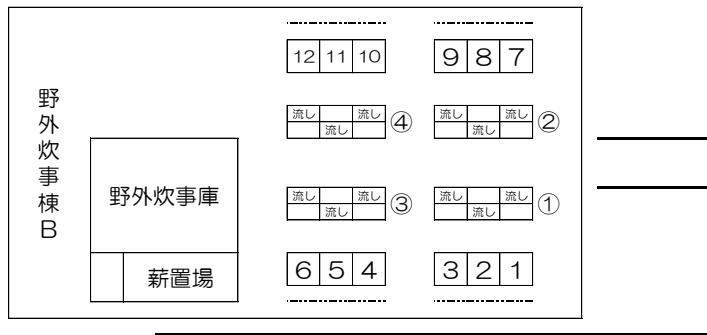 野外炊事棟B
12 11 10
9 8 7
流し 流し
流し
④
流し 流し
流し
②
野外炊事庫
薪置場
流し 流し
流し
③
流し 流し
流し
①
6 5 4
3 2 1